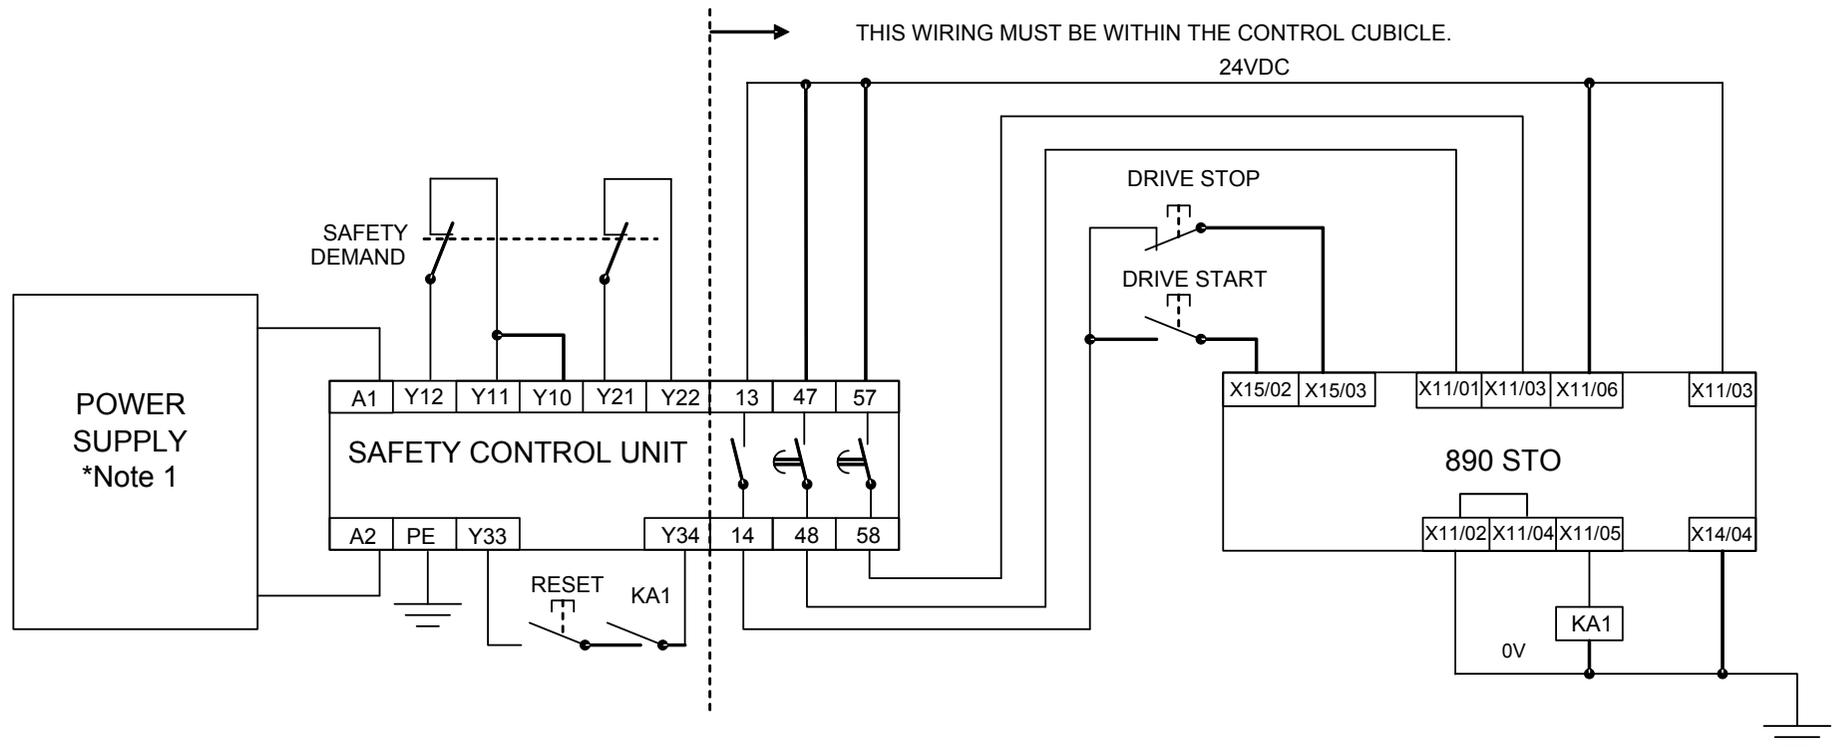 THIS WIRING MUST BE WITHIN THE CONTROL CUBICLE.
24VDC
DRIVE STOP
SAFETY
DEMAND
DRIVE START
POWER
SUPPLY
*Note 1
A1 Y12 Y11 Y10 Y21 Y22 13 47 57
X15/02 X15/03 X11/01 X11/03 X11/06 X11/03
SAFETY CONTROL UNIT
890 STO
A2 PE Y33 Y34 14 48 58
X11/02 X11/04 X11/05 X14/04
RESET
KA1
KA1
0V